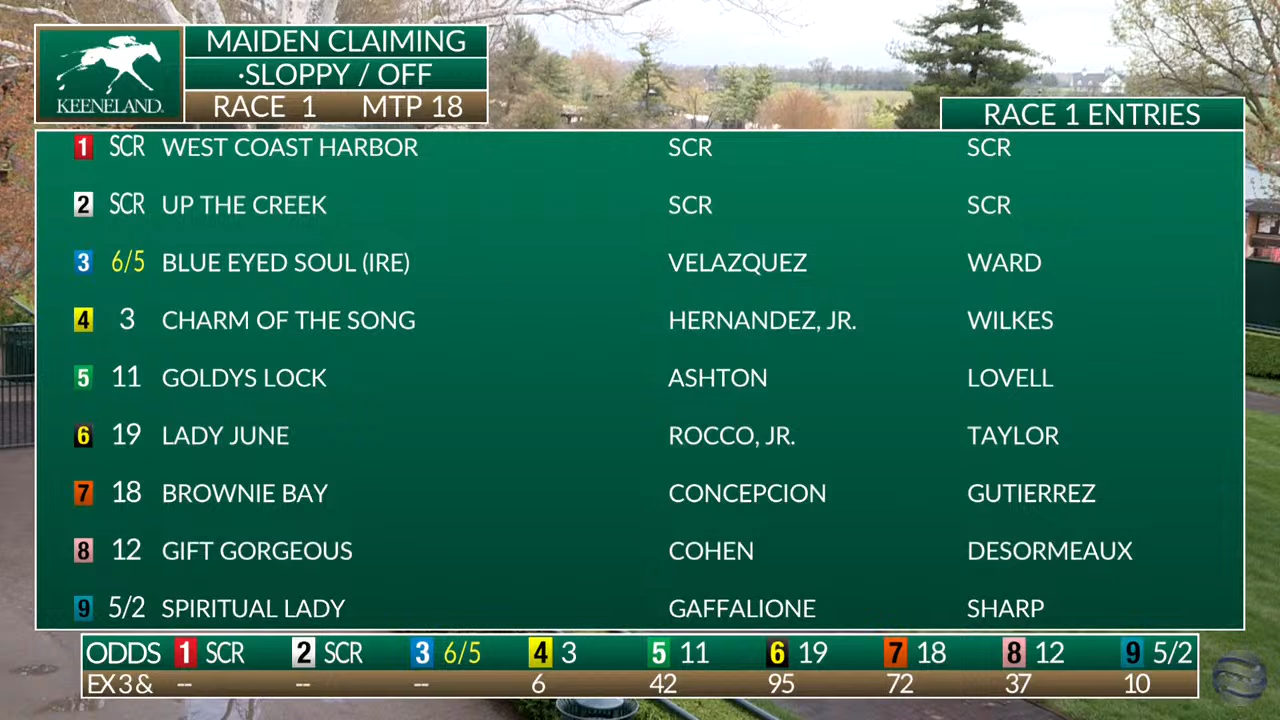 MAIDEN CLAIMING
·SLOPPY / OFF
KEENELAND.
RACE 1 MTP 18
RACE 1 ENTRIES
1 SCR WEST COAST HARBOR SCR SCR
2 SCR UP THE CREEK SCR SCR
3 6/5 BLUE EYED SOUL (IRE) VELAZQUEZ WARD
4 3 CHARM OF THE SONG HERNANDEZ, JR. WILKES
5 11 GOLDYS LOCK ASHTON LOVELL
6 19 LADY JUNE ROCCO, JR. TAYLOR
7 18 BROWNIE BAY CONCEPCION GUTIERREZ
8 12 GIFT GORGEOUS COHEN DESORMEAUX
9 5/2 SPIRITUAL LADY GAFFALIONE SHARP
ODDS 1 SCR 2 SCR 3 6/5 4 3 5 11 6 19 7 18 8 12 9 5/2
EX 3 & -- -- -- 6 42 95 72 37 10